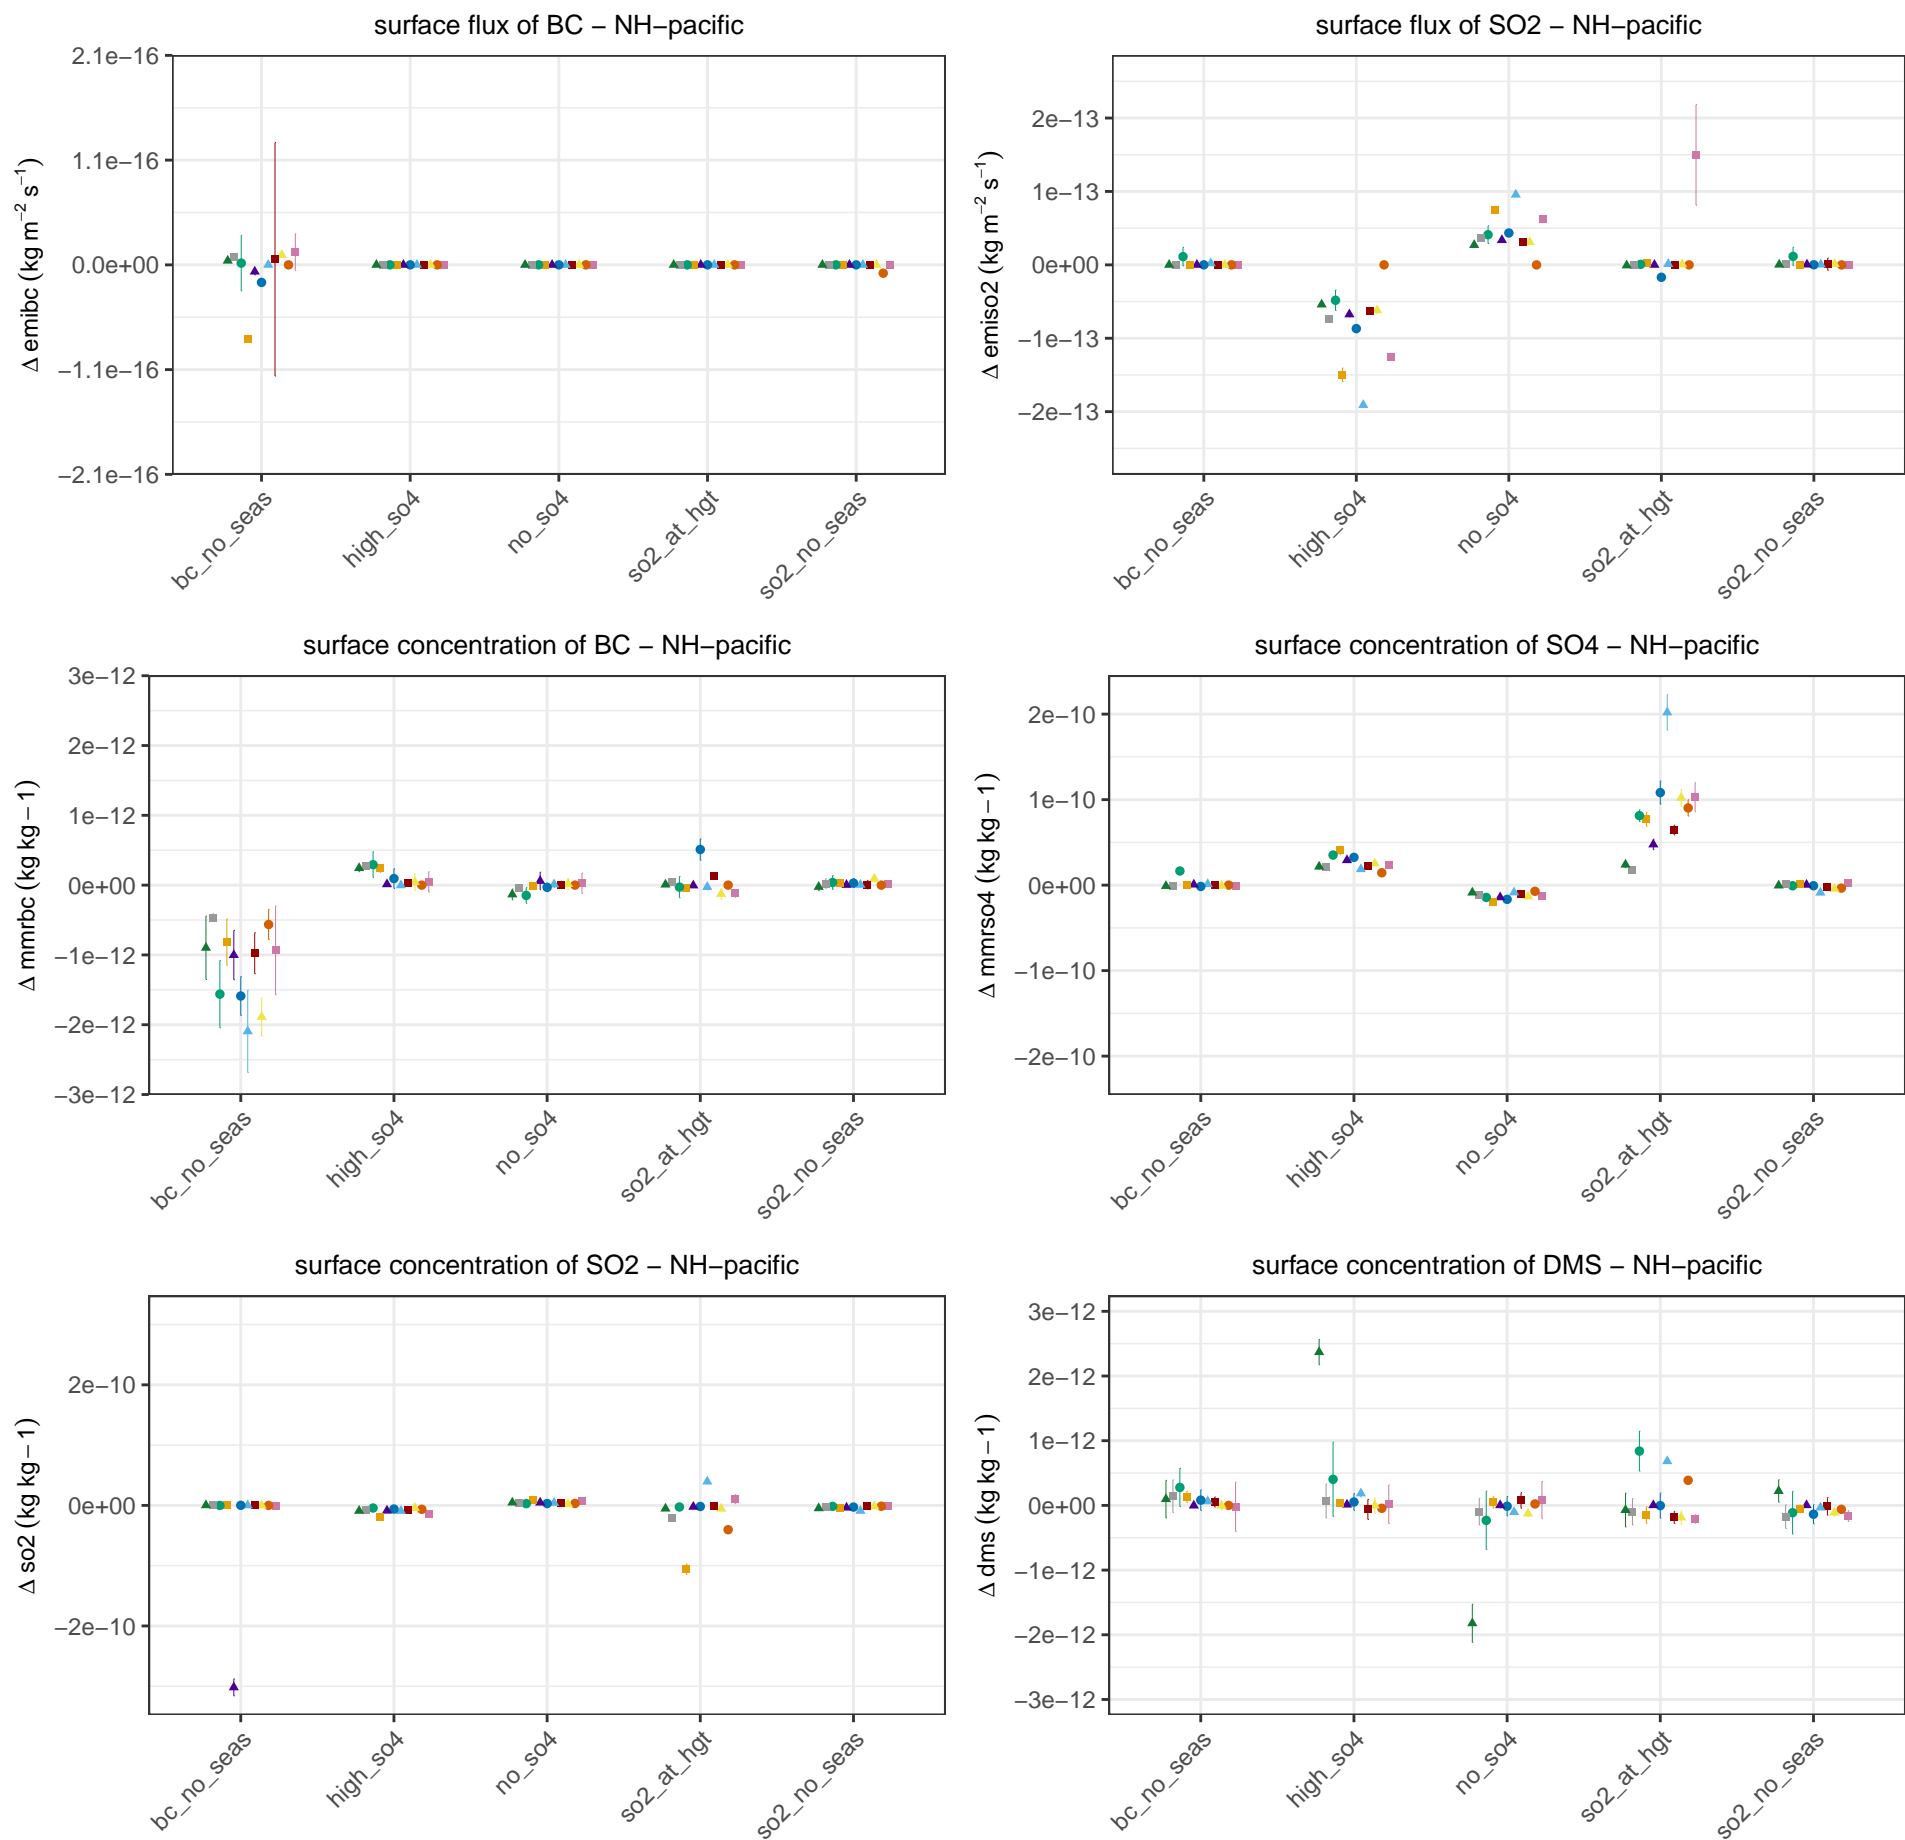 surface flux of BC − NH−pacific
2.1e−16
1.1e−16
0.0e+00
−1.1e−16
−2.1e−16
Δ emibc (kg m−2 s−1)
bc_no_seas
high_so4
no_so4
so2_at_hgt
so2_no_seas
surface flux of SO2 − NH−pacific
2e−13
1e−13
0e+00
−1e−13
−2e−13
Δ emiso2 (kg m−2 s−1)
bc_no_seas
high_so4
no_so4
so2_at_hgt
so2_no_seas
surface concentration of BC − NH−pacific
3e−12
2e−12
1e−12
0e+00
−1e−12
−2e−12
−3e−12
Δ mmrbc (kg kg−1)
bc_no_seas
high_so4
no_so4
so2_at_hgt
so2_no_seas
surface concentration of SO4 − NH−pacific
2e−10
1e−10
0e+00
−1e−10
−2e−10
Δ mmrso4 (kg kg−1)
bc_no_seas
high_so4
no_so4
so2_at_hgt
so2_no_seas
surface concentration of SO2 − NH−pacific
2e−10
0e+00
−2e−10
Δ so2 (kg kg−1)
bc_no_seas
high_so4
no_so4
so2_at_hgt
so2_no_seas
surface concentration of DMS − NH−pacific
3e−12
2e−12
1e−12
0e+00
−1e−12
−2e−12
−3e−12
Δ dms (kg kg−1)
bc_no_seas
high_so4
no_so4
so2_at_hgt
so2_no_seas